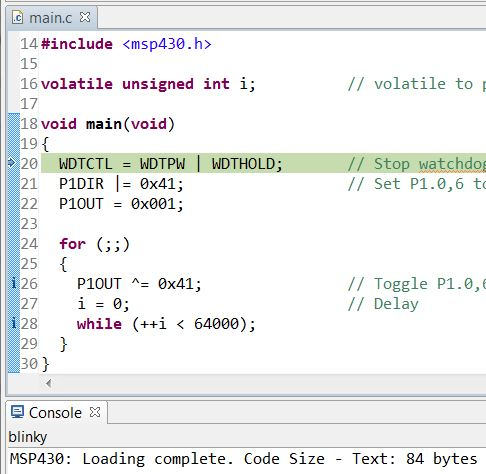 main.c
14 #include <msp430.h>
15
16 volatile unsigned int i; // volatile to p
17
18 void main(void)
19 {
20 WDTCTL = WDTPW | WDTHOLD; // Stop watchdog
21 P1DIR |= 0x41; // Set P1.0,6 to
22 P1OUT = 0x001;
23
24 for (;;)
25 {
26 P1OUT ^= 0x41; // Toggle P1.0,6
27 i = 0; // Delay
28 while (++i < 64000);
29 }
30 }
Console
blinky
MSP430: Loading complete. Code Size - Text: 84 bytes